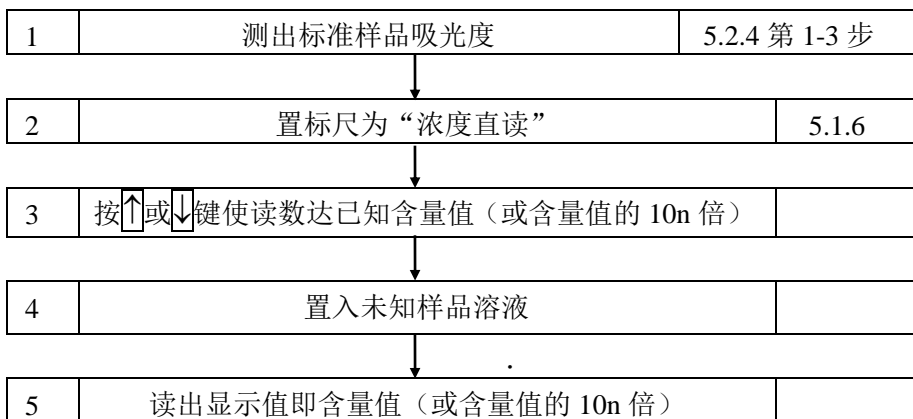 1 测出标准样品吸光度 5.2.4 第 1-3 步
2 置标尺为“浓度直读” 5.1.6
3 按↑或↓键使读数达已知含量值（或含量值的 10n 倍）
4 置入未知样品溶液
.
5 读出显示值即含量值（或含量值的 10n 倍）